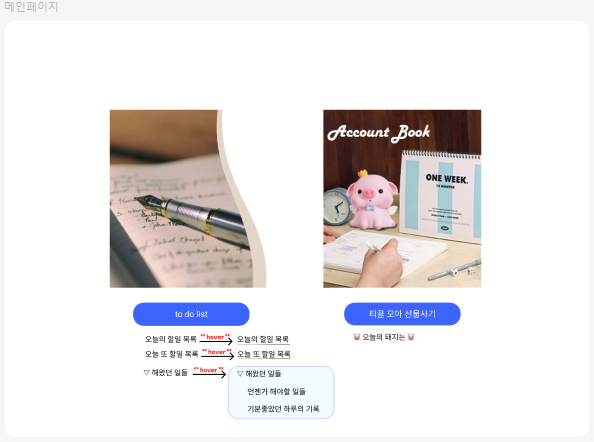 메인페이지
Account Book
ONE WEEK.
to do list
티끌 모아 선물사기
오늘의 할일 목록 **hover** 오늘의 할일 목록
🐷 오늘의 돼지는 🐷
오늘 또 할일 목록 **hover** 오늘 또 할일 목록
▽ 해왔던 일들 **hover** ▽ 해왔던 일들
언젠가 해야할 일들
기분좋았던 하루의 기록